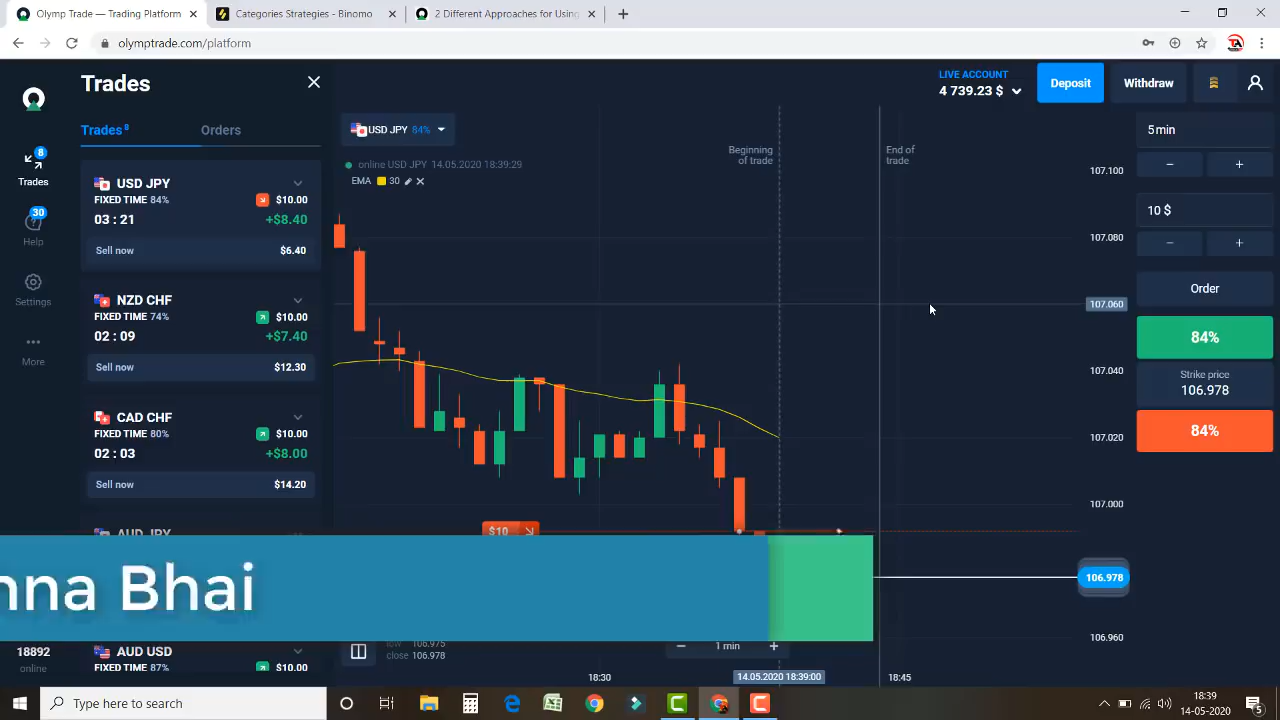 Olymp Trade — Trading Platform
Categories Strategies - Binomo
2 Different Approaches for Using
olymptrade.com/platform
Trades
LIVE ACCOUNT
4 739.23 $
Deposit
Withdraw
Trades 8
Orders
USD JPY 84%
Beginning
of trade
End of
trade
5 min
107.100
online USD JPY 14.05.2020 18:39:29
EMA 30
8
Trades
USD JPY
FIXED TIME 84%
$10.00
03 : 21
+$8.40
Sell now
$6.40
10 $
107.080
30
Help
Settings
More
NZD CHF
FIXED TIME 74%
$10.00
02 : 09
+$7.40
Sell now
$12.30
107.060
Order
84%
Strike price
106.978
84%
107.040
CAD CHF
FIXED TIME 80%
$10.00
02 : 03
+$8.00
Sell now
$14.20
107.020
107.000
AUD JPY
$10
nna Bhai
106.978
106.960
18892
online
AUD USD
FIXED TIME 87%
$10.00
low 106.975
close 106.978
1 min
18:30
14.05.2020 18:39:00
18:45
Type here to search
18:39
14-05-2020
5